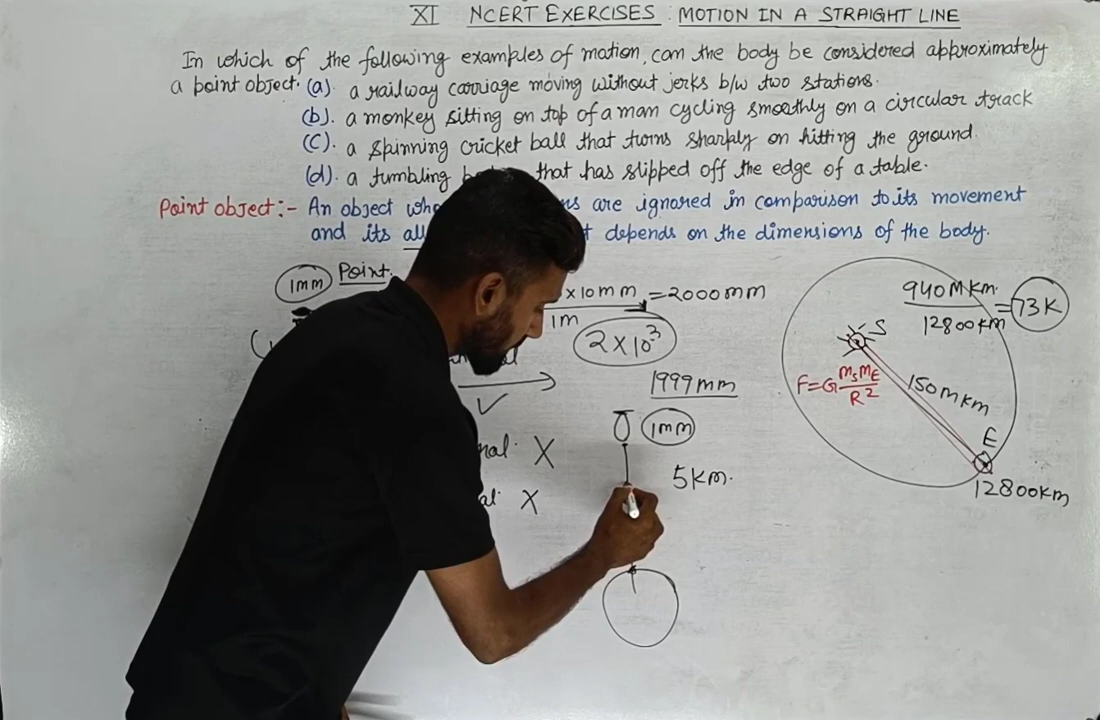 XI NCERT EXERCISES : MOTION IN A STRAIGHT LINE
In which of the following examples of motion, can the body be considered approximately
a point object. (a). a railway carriage moving without jerks b/w two stations.
(b). a monkey sitting on top of a man cycling smoothly on a circular track
(C). a spinning cricket ball that turns sharply on hitting the ground.
(d). a tumbling that has slipped off the edge of a table.
Point object:- An object are ignored in comparison to its movement
and its depends on the dimensions of the body.
1mm Point.
×10mm =2000mm
1m
2×10³
1999mm
1mm
5km.
X
X
940Mkm.
12800km
=73K
S
F=G MsME/R²
150Mkm
E
12800km